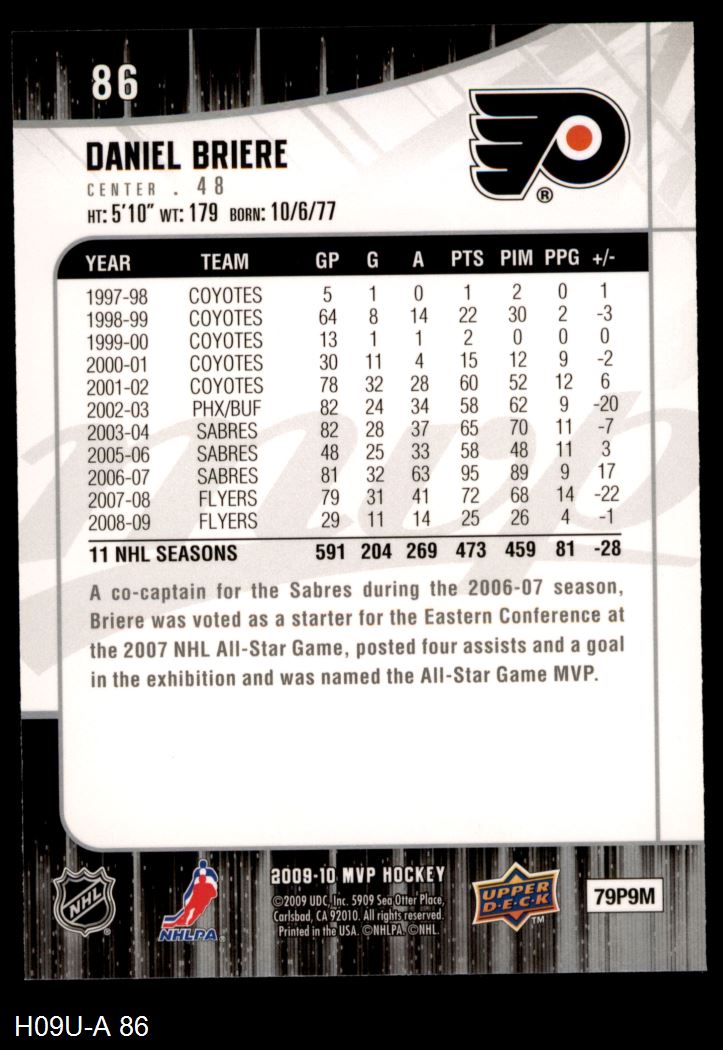 86
DANIEL BRIERE
CENTER . 48
HT: 5'10" WT: 179 BORN: 10/6/77
®
YEAR TEAM GP G A PTS PIM PPG +/-
1997-98 COYOTES 5 1 0 1 2 0 1
1998-99 COYOTES 64 8 14 22 30 2 -3
1999-00 COYOTES 13 1 1 2 0 0 0
2000-01 COYOTES 30 11 4 15 12 9 -2
2001-02 COYOTES 78 32 28 60 52 12 6
2002-03 PHX/BUF 82 24 34 58 62 9 -20
2003-04 SABRES 82 28 37 65 70 11 -7
2005-06 SABRES 48 25 33 58 48 11 3
2006-07 SABRES 81 32 63 95 89 9 17
2007-08 FLYERS 79 31 41 72 68 14 -22
2008-09 FLYERS 29 11 14 25 26 4 -1
11 NHL SEASONS 591 204 269 473 459 81 -28
mvp
A co-captain for the Sabres during the 2006-07 season,
Briere was voted as a starter for the Eastern Conference at
the 2007 NHL All-Star Game, posted four assists and a goal
in the exhibition and was named the All-Star Game MVP.
NHL ®
NHLPA ®
2009-10 MVP HOCKEY
©2009 UDC, Inc. 5909 Sea Otter Place,
Carlsbad, CA 92010. All rights reserved.
Printed in the USA. ©NHLPA. ©NHL.
UPPER
DECK
TM
79P9M
H09U-A 86